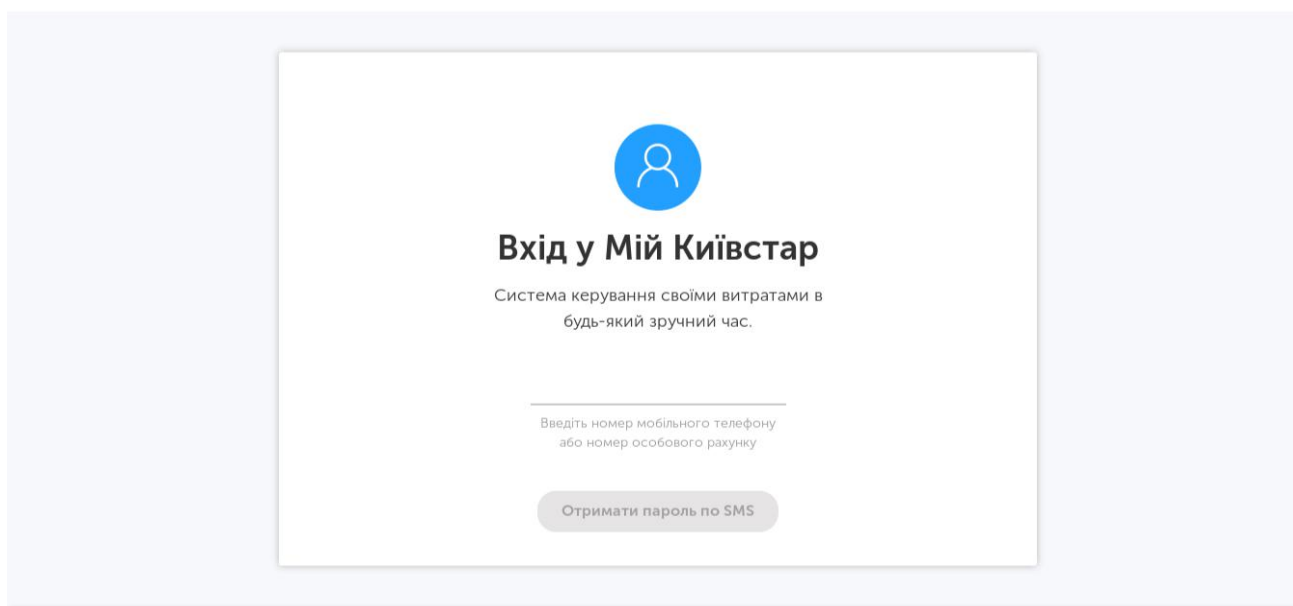 Вхід у Мій Київстар
Система керування своїми витратами в
будь-який зручний час.
Введіть номер мобільного телефону
або номер особового рахунку
Отримати пароль по SMS